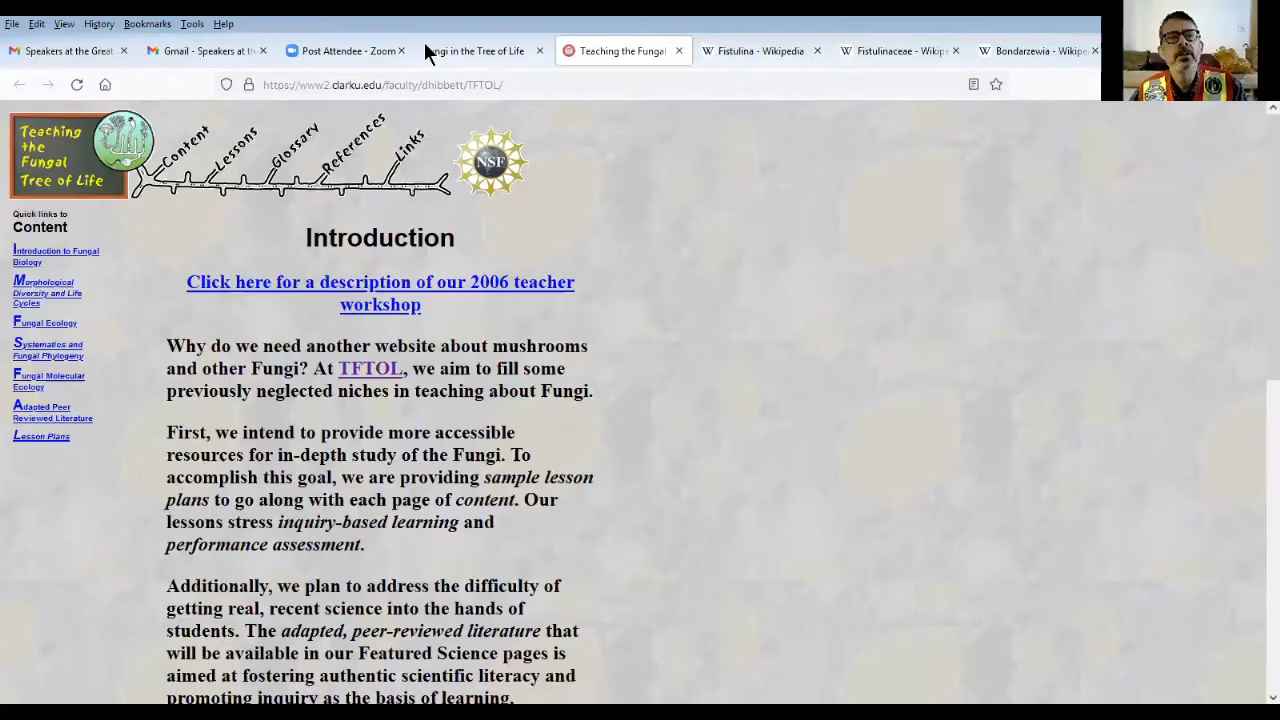 File Edit View History Bookmarks Tools Help
Speakers at the Great
Gmail - Speakers at th
Post Attendee - Zoom
ngi in the Tree of Life
Teaching the Fungal
Fistulina - Wikipedia
Fistulinaceae - Wikipe
Bondarzewia - Wikipe
https://www2.clarku.edu/faculty/dhibbett/TFTOL/
Teaching
the
Fungal
Tree of Life
Content
Lessons
Glossary
References
Links
NSF
Quick links to
Content
Introduction to Fungal
Biology
Morphological
Diversity and Life
Cycles
Fungal Ecology
Systematics and
Fungal Phylogeny
Fungal Molecular
Ecology
Adapted Peer
Reviewed Literature
Lesson Plans
Introduction
Click here for a description of our 2006 teacher
workshop
Why do we need another website about mushrooms
and other Fungi? At TFTOL, we aim to fill some
previously neglected niches in teaching about Fungi.
First, we intend to provide more accessible
resources for in-depth study of the Fungi. To
accomplish this goal, we are providing sample lesson
plans to go along with each page of content. Our
lessons stress inquiry-based learning and
performance assessment.
Additionally, we plan to address the difficulty of
getting real, recent science into the hands of
students. The adapted, peer-reviewed literature that
will be available in our Featured Science pages is
aimed at fostering authentic scientific literacy and
promoting inquiry as the basis of learning.